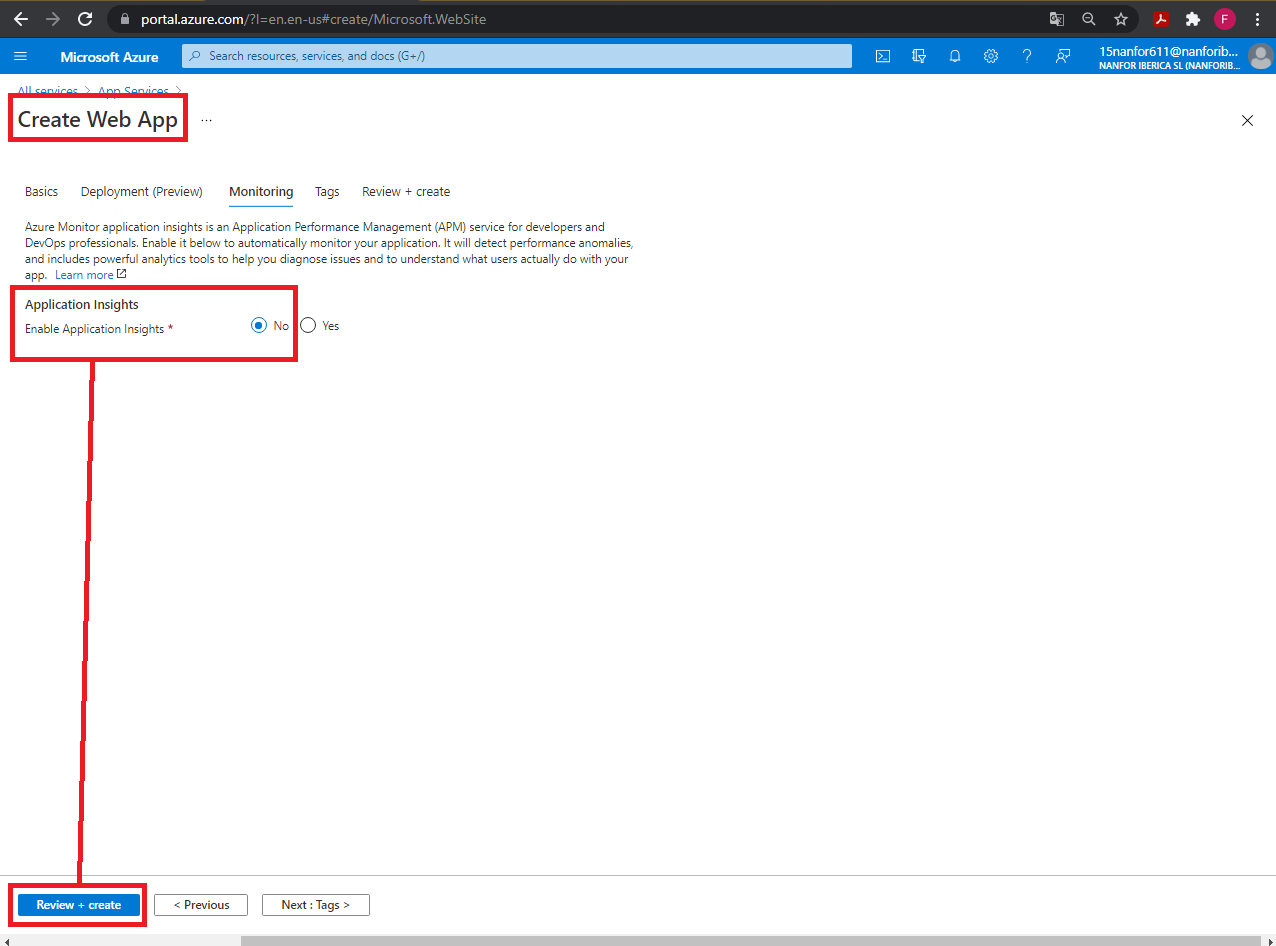 portal.azure.com/?l=en.en-us#create/Microsoft.WebSite
F
Microsoft Azure
Search resources, services, and docs (G+/)
15nanfor611@nanforib...
NANFOR IBERICA SL (NANFORIB...
All services > App Services >
Create Web App ...
Basics Deployment (Preview) Monitoring Tags Review + create
Azure Monitor application insights is an Application Performance Management (APM) service for developers and
DevOps professionals. Enable it below to automatically monitor your application. It will detect performance anomalies,
and includes powerful analytics tools to help you diagnose issues and to understand what users actually do with your
app. Learn more
Application Insights
Enable Application Insights * No Yes
Review + create < Previous Next : Tags >